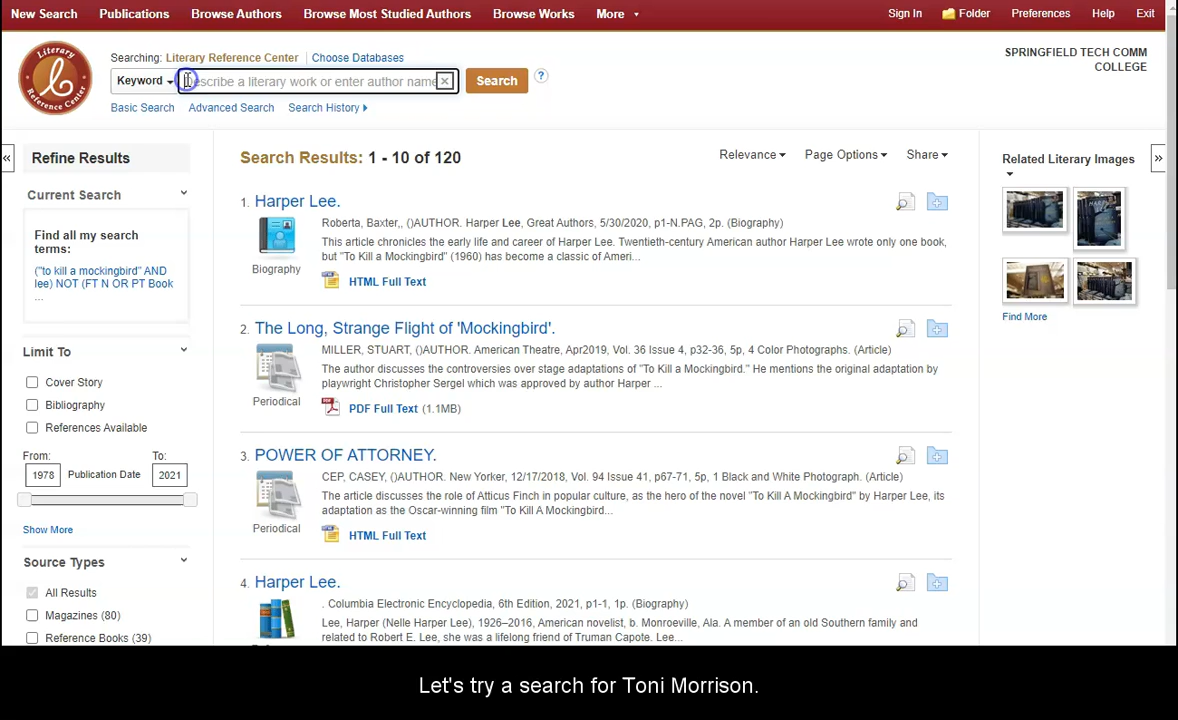 New Search Publications Browse Authors Browse Most Studied Authors Browse Works More Sign In Folder Preferences Help Exit
Literary Reference Center
Searching: Literary Reference Center Choose Databases
SPRINGFIELD TECH COMM
COLLEGE
Keyword Describe a literary work or enter author name Search ?
Basic Search Advanced Search Search History
« Refine Results
Search Results: 1 - 10 of 120
Relevance Page Options Share
Related Literary Images »
Current Search
Find all my search
terms:
("to kill a mockingbird" AND
lee) NOT (FT N OR PT Book
...
Limit To
Cover Story
Bibliography
References Available
From: To:
1978 Publication Date 2021
Show More
Source Types
All Results
Magazines (80)
Reference Books (39)
1. Harper Lee.
Roberta, Baxter,, ()AUTHOR. Harper Lee, Great Authors, 5/30/2020, p1-N.PAG, 2p. (Biography)
This article chronicles the early life and career of Harper Lee. Twentieth-century American author Harper Lee wrote only one book,
but "To Kill a Mockingbird" (1960) has become a classic of Ameri...
Biography
HTML Full Text
2. The Long, Strange Flight of 'Mockingbird'.
MILLER, STUART, ()AUTHOR. American Theatre, Apr2019, Vol. 36 Issue 4, p32-36, 5p, 4 Color Photographs. (Article)
The author discusses the controversies over stage adaptations of "To Kill a Mockingbird." He mentions the original adaptation by
playwright Christopher Sergel which was approved by author Harper ...
Periodical
PDF Full Text (1.1MB)
3. POWER OF ATTORNEY.
CEP, CASEY, ()AUTHOR. New Yorker, 12/17/2018, Vol. 94 Issue 41, p67-71, 5p, 1 Black and White Photograph. (Article)
The article discusses the role of Atticus Finch in popular culture, as the hero of the novel "To Kill A Mockingbird" by Harper Lee, its
adaptation as the Oscar-winning film "To Kill A Mockingbird...
Periodical
HTML Full Text
4. Harper Lee.
. Columbia Electronic Encyclopedia, 6th Edition, 2021, p1-1, 1p. (Biography)
Lee, Harper (Nelle Harper Lee), 1926–2016, American novelist, b. Monroeville, Ala. A member of an old Southern family and
related to Robert E. Lee, she was a lifelong friend of Truman Capote. Lee...
Find More
Let's try a search for Toni Morrison.